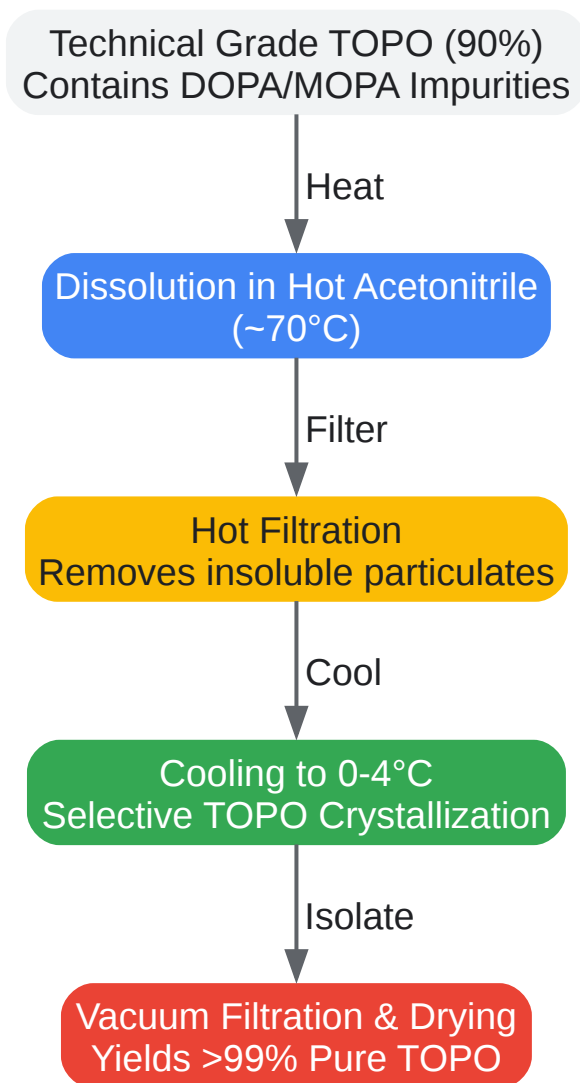 Technical Grade TOPO (90%)
Contains DOPA/MOPA Impurities
Heat
Dissolution in Hot Acetonitrile
(~70°C)
Filter
Hot Filtration
Removes insoluble particulates
Cool
Cooling to 0-4°C
Selective TOPO Crystallization
Isolate
Vacuum Filtration & Drying
Yields >99% Pure TOPO